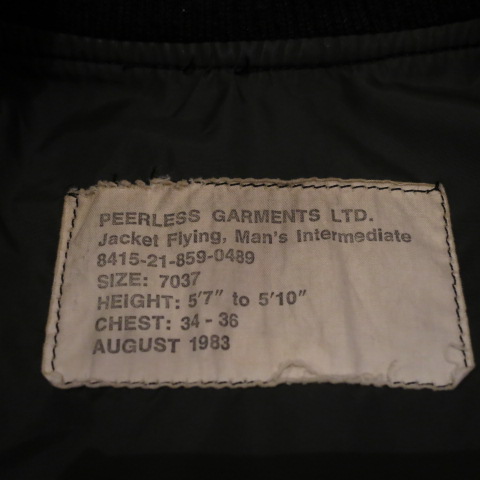 PEERLESS GARMENTS LTD.
Jacket Flying, Man's Intermediate
8415-21-859-0489
SIZE: 7037
HEIGHT: 5'7" to 5'10"
CHEST: 34 - 36
AUGUST 1983